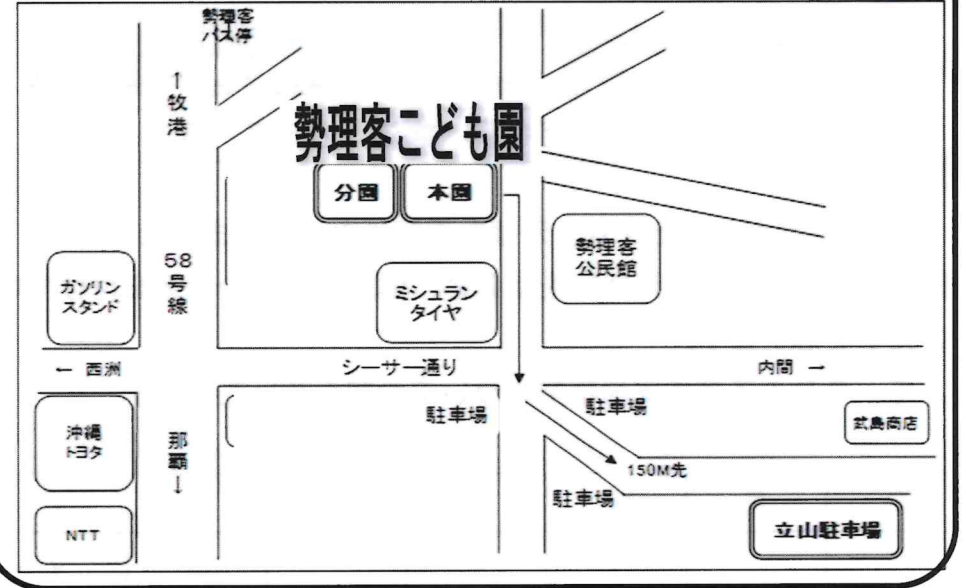 勢理客
バス停
↑
牧
港
勢理客こども園
分園
本園
勢理客
公民館
58
号
線
ガソリン
スタンド
ミシュラン
タイヤ
← 西洲
シーサー通り
内間 →
沖縄
トヨタ
那
覇
↓
駐車場
駐車場
武島商店
150M先
駐車場
NTT
立山駐車場